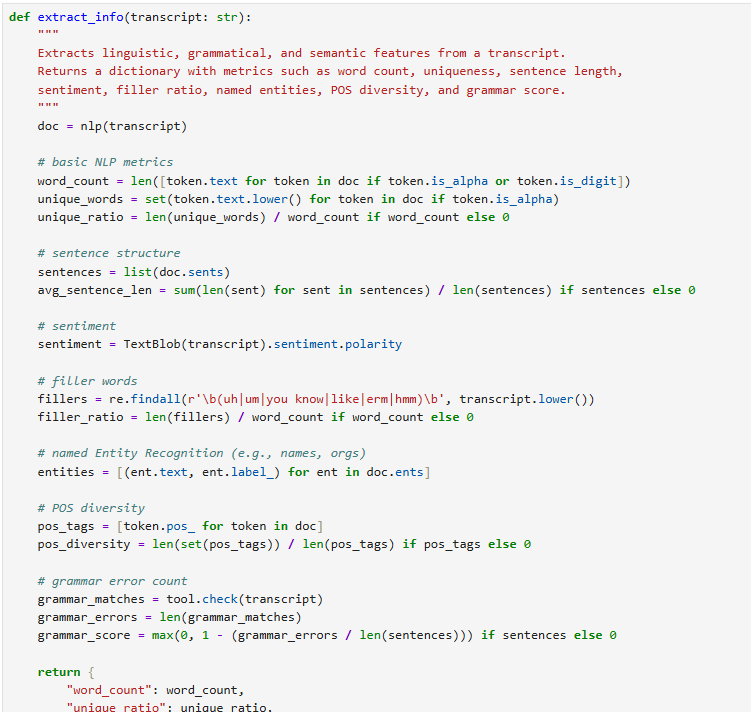 def extract_info(transcript: str):
    """
    Extracts linguistic, grammatical, and semantic features from a transcript.
    Returns a dictionary with metrics such as word count, uniqueness, sentence length,
    sentiment, filler ratio, named entities, POS diversity, and grammar score.
    """
    doc = nlp(transcript)

    # basic NLP metrics
    word_count = len([token.text for token in doc if token.is_alpha or token.is_digit])
    unique_words = set(token.text.lower() for token in doc if token.is_alpha)
    unique_ratio = len(unique_words) / word_count if word_count else 0

    # sentence structure
    sentences = list(doc.sents)
    avg_sentence_len = sum(len(sent) for sent in sentences) / len(sentences) if sentences else 0

    # sentiment
    sentiment = TextBlob(transcript).sentiment.polarity

    # filler words
    fillers = re.findall(r'\b(uh|um|you know|like|erm|hmm)\b', transcript.lower())
    filler_ratio = len(fillers) / word_count if word_count else 0

    # named Entity Recognition (e.g., names, orgs)
    entities = [(ent.text, ent.label_) for ent in doc.ents]

    # POS diversity
    pos_tags = [token.pos_ for token in doc]
    pos_diversity = len(set(pos_tags)) / len(pos_tags) if pos_tags else 0

    # grammar error count
    grammar_matches = tool.check(transcript)
    grammar_errors = len(grammar_matches)
    grammar_score = max(0, 1 - (grammar_errors / len(sentences))) if sentences else 0

    return {
        "word_count": word_count,
        "unique_ratio": unique_ratio,